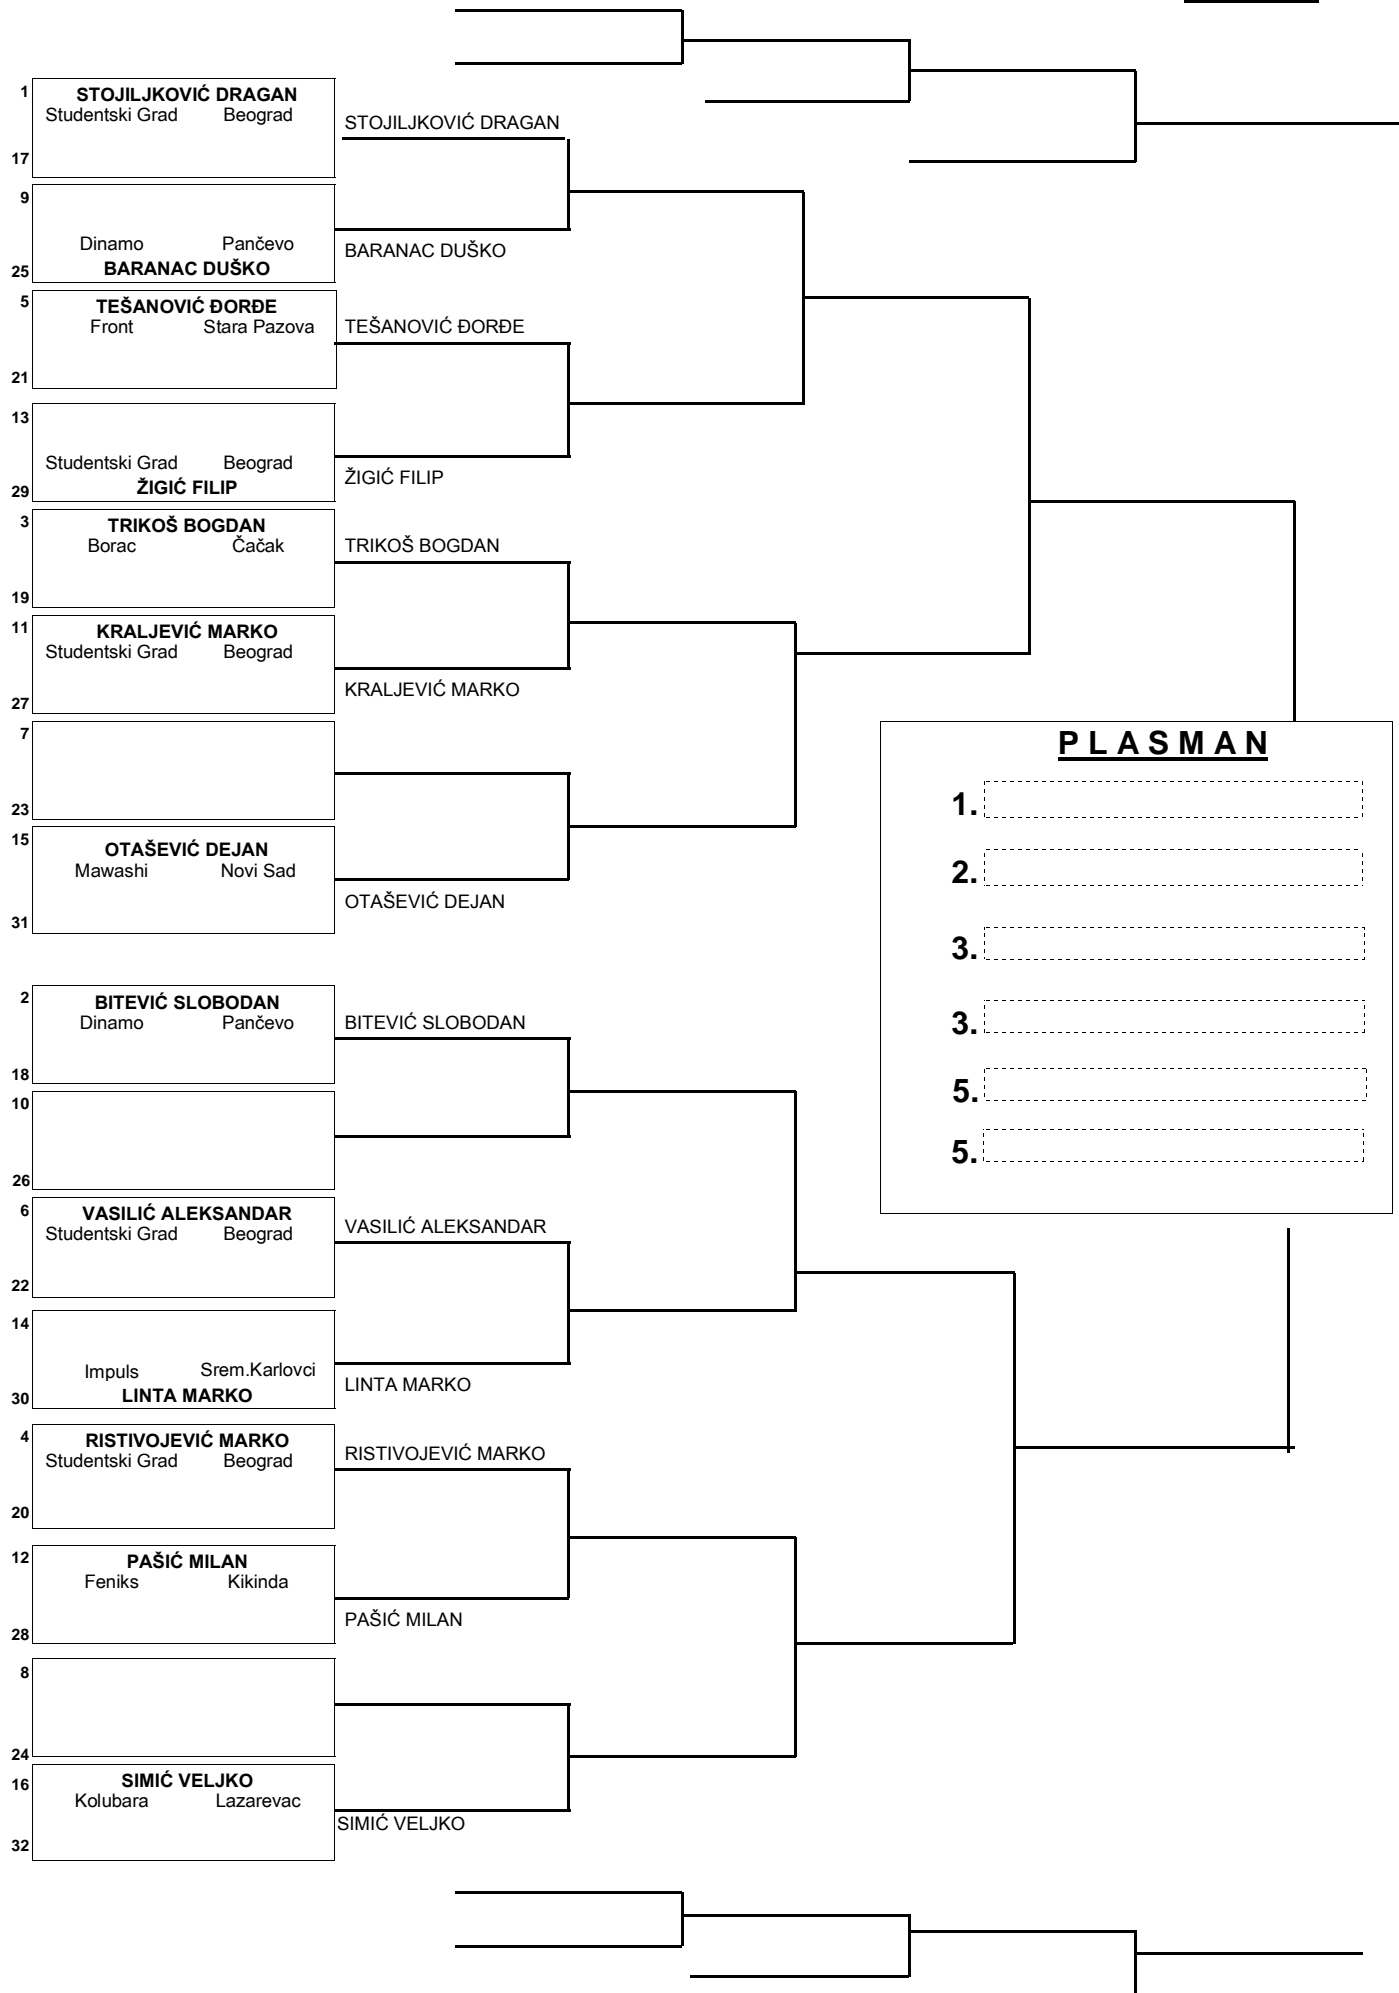 1
STOJILJKOVIĆ DRAGAN
Studentski Grad Beograd
STOJILJKOVIĆ DRAGAN
17
9
Dinamo Pančevo
BARANAC DUŠKO
25
BARANAC DUŠKO
5
TEŠANOVIĆ ĐORĐE
Front Stara Pazova
TEŠANOVIĆ ĐORĐE
21
13
Studentski Grad Beograd
ŽIGIĆ FILIP
29
ŽIGIĆ FILIP
3
TRIKOŠ BOGDAN
Borac Čačak
TRIKOŠ BOGDAN
19
11
KRALJEVIĆ MARKO
Studentski Grad Beograd
KRALJEVIĆ MARKO
27
7
23
15
OTAŠEVIĆ DEJAN
Mawashi Novi Sad
OTAŠEVIĆ DEJAN
31
PLASMAN
1.
2.
3.
3.
5.
5.
2
BITEVIĆ SLOBODAN
Dinamo Pančevo
BITEVIĆ SLOBODAN
18
10
26
6
VASILIĆ ALEKSANDAR
Studentski Grad Beograd
VASILIĆ ALEKSANDAR
22
14
Impuls Srem.Karlovci
LINTA MARKO
30
LINTA MARKO
4
RISTIVOJEVIĆ MARKO
Studentski Grad Beograd
RISTIVOJEVIĆ MARKO
20
12
PAŠIĆ MILAN
Feniks Kikinda
PAŠIĆ MILAN
28
8
24
16
SIMIĆ VELJKO
Kolubara Lazarevac
SIMIĆ VELJKO
32